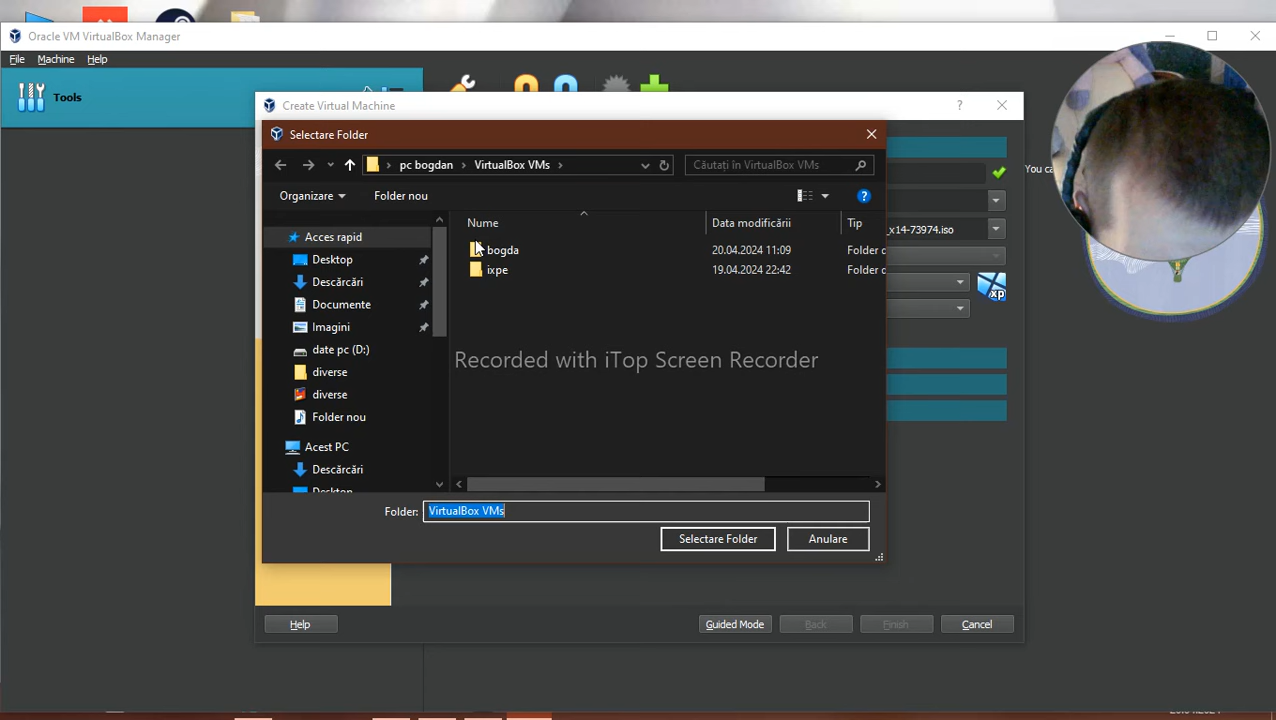 Oracle VM VirtualBox Manager
File Machine Help
Tools
Create Virtual Machine
?
Selectare Folder
pc bogdan > VirtualBox VMs >
Căutați în VirtualBox VMs
You ca
Organizare
Folder nou
?
Nume
Data modificării
Tip
Acces rapid
_x14-73974.iso
bogda
20.04.2024 11:09
Folder d
Desktop
ixpe
19.04.2024 22:42
Folder d
Descărcări
xp
Documente
Imagini
date pc (D:)
Recorded with iTop Screen Recorder
diverse
diverse
Folder nou
Acest PC
Descărcări
Desktop
Folder:
VirtualBox VMs
Selectare Folder
Anulare
Help
Guided Mode
Back
Finish
Cancel